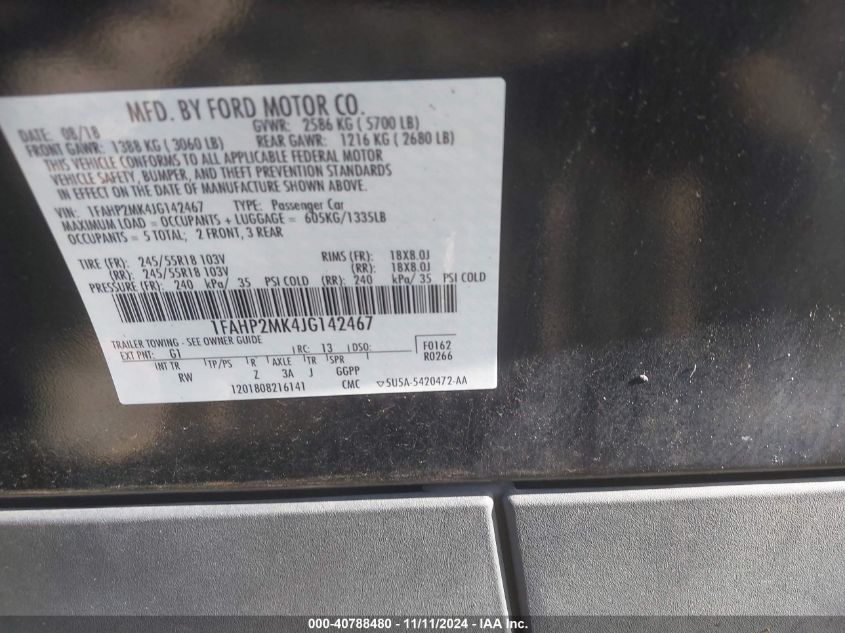 MFD. BY FORD MOTOR CO.
DATE: 08/18 GVWR: 2586 KG ( 5700 LB)
FRONT GAWR: 1388 KG ( 3060 LB) REAR GAWR: 1216 KG ( 2680 LB)
THIS VEHICLE CONFORMS TO ALL APPLICABLE FEDERAL MOTOR
VEHICLE SAFETY, BUMPER, AND THEFT PREVENTION STANDARDS
IN EFFECT ON THE DATE OF MANUFACTURE SHOWN ABOVE.
VIN: 1FAHP2MK4JG142467 TYPE: Passenger Car
MAXIMUM LOAD = OCCUPANTS + LUGGAGE = 605KG/1335LB
OCCUPANTS = 5 TOTAL; 2 FRONT, 3 REAR
TIRE (FR): 245/55R18 103V RIMS (FR): 18X8.0J
(RR): 245/55R18 103V (RR): 18X8.0J
PRESSURE (FR): 240 kPa/ 35 PSI COLD (RR): 240 kPa/ 35 PSI COLD
1FAHP2MK4JG142467
TRAILER TOWING - SEE OWNER GUIDE
EXT PNT: G1 RC: 13 DSO: F0162
R0266
INT TR TP/PS R AXLE TR SPR
RW Z 3A J GGPP
1201808216141 CMC 5U5A-5420472-AA
000-40788480 - 11/11/2024 - IAA Inc.